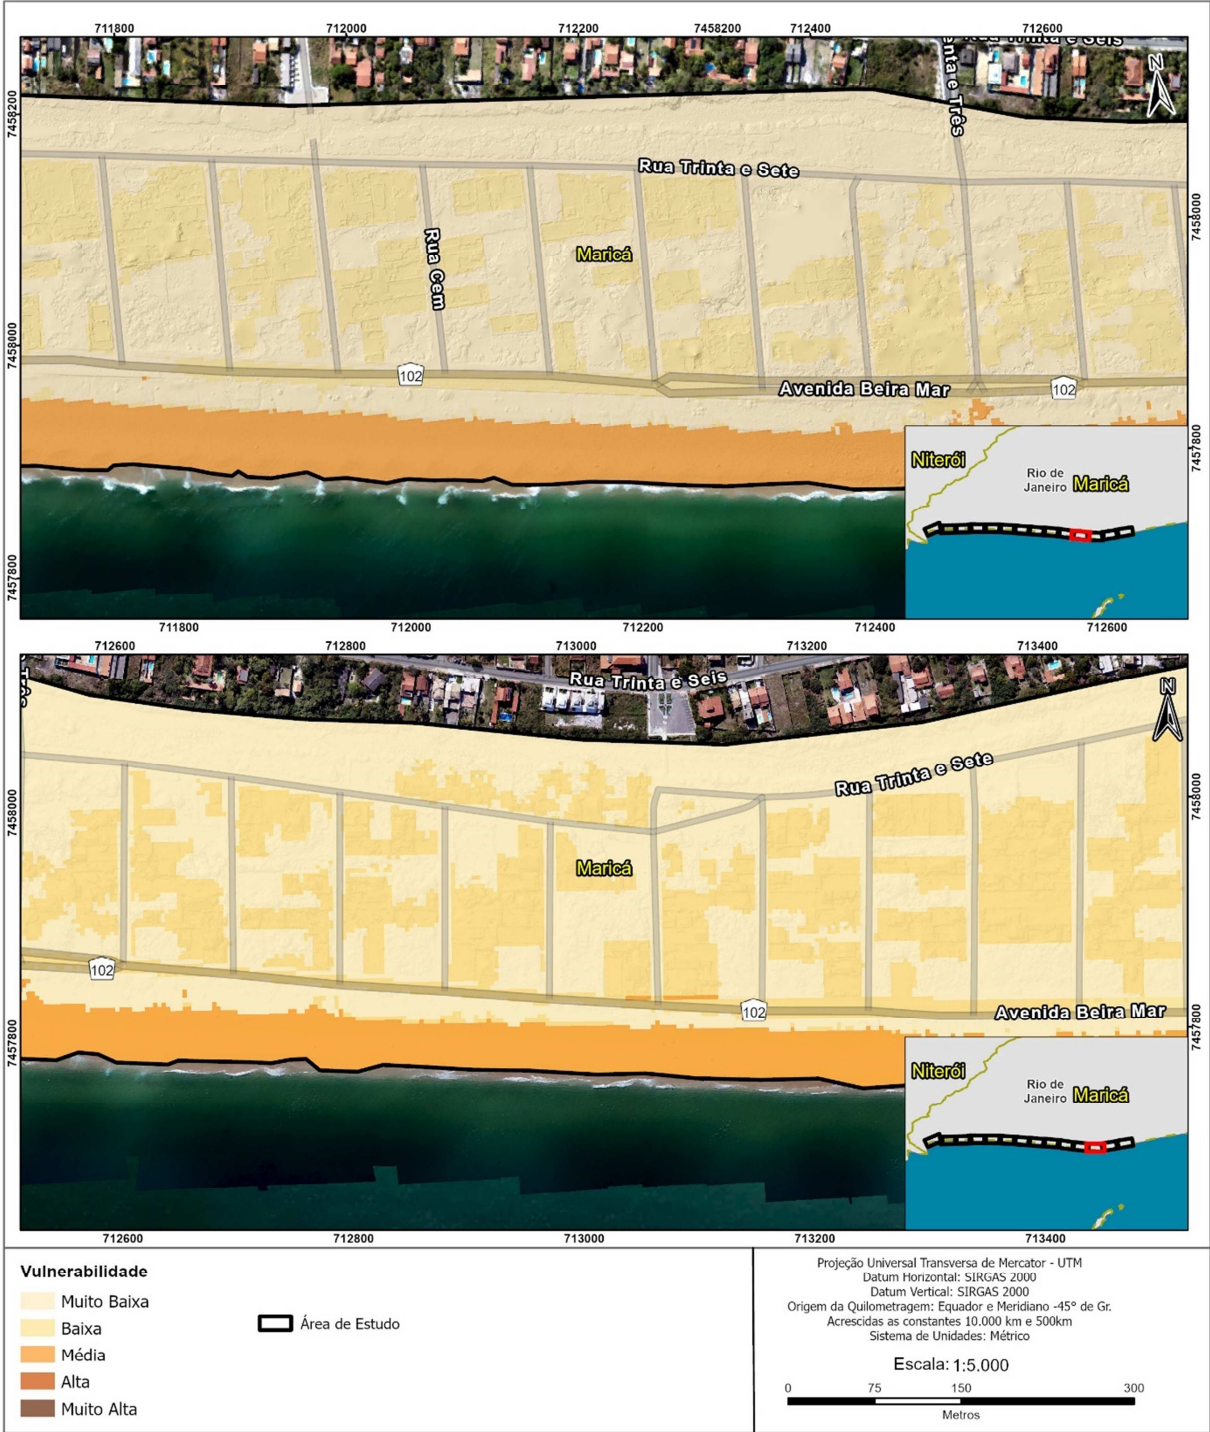 711800
712000
712200
7458200
712400
712600
Rua Trinta e Seis
N
7458200
enta e Três
Rua Trinta e Sete
7458000
Rua Cem
Maricá
7458000
102
Avenida Beira Mar
102
7457800
Niterói
Rio de
Janeiro
Maricá
7457800
711800
712000
712200
712400
712600
712600
712800
713000
713200
713400
Rua Trinta e Seis
N
Rua Trinta e Sete
7458000
7458000
Maricá
102
102
Avenida Beira Mar
7457800
7457800
Niterói
Rio de
Janeiro
Maricá
712600
712800
713000
713200
713400
Vulnerabilidade
Muito Baixa
Baixa
Média
Alta
Muito Alta
Área de Estudo
Projeção Universal Transversa de Mercator - UTM
Datum Horizontal: SIRGAS 2000
Datum Vertical: SIRGAS 2000
Origem da Quilometragem: Equador e Meridiano -45° de Gr.
Acrescidas as constantes 10.000 km e 500km
Sistema de Unidades: Métrico
Escala: 1:5.000
0 75 150 300
Metros